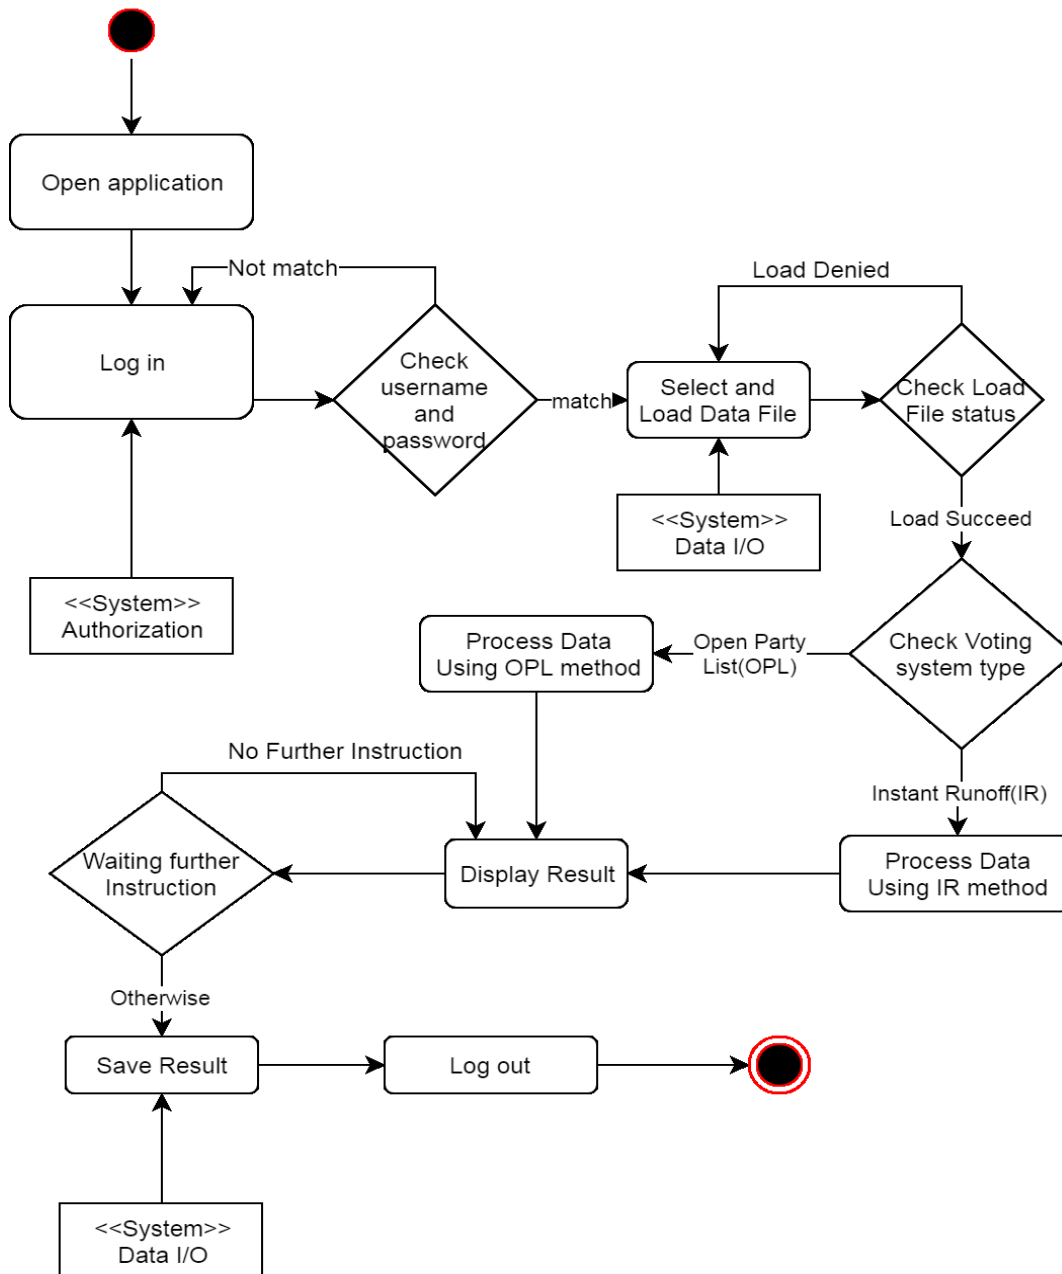 Open application
Not match
Load Denied
Log in
Check
username
and
password
match
Select and
Load Data File
Check Load
File status
<<System>>
Data I/O
Load Succeed
<<System>>
Authorization
Process Data
Using OPL method
Open Party
List(OPL)
Check Voting
system type
No Further Instruction
Instant Runoff(IR)
Waiting further
Instruction
Display Result
Process Data
Using IR method
Otherwise
Save Result
Log out
<<System>>
Data I/O